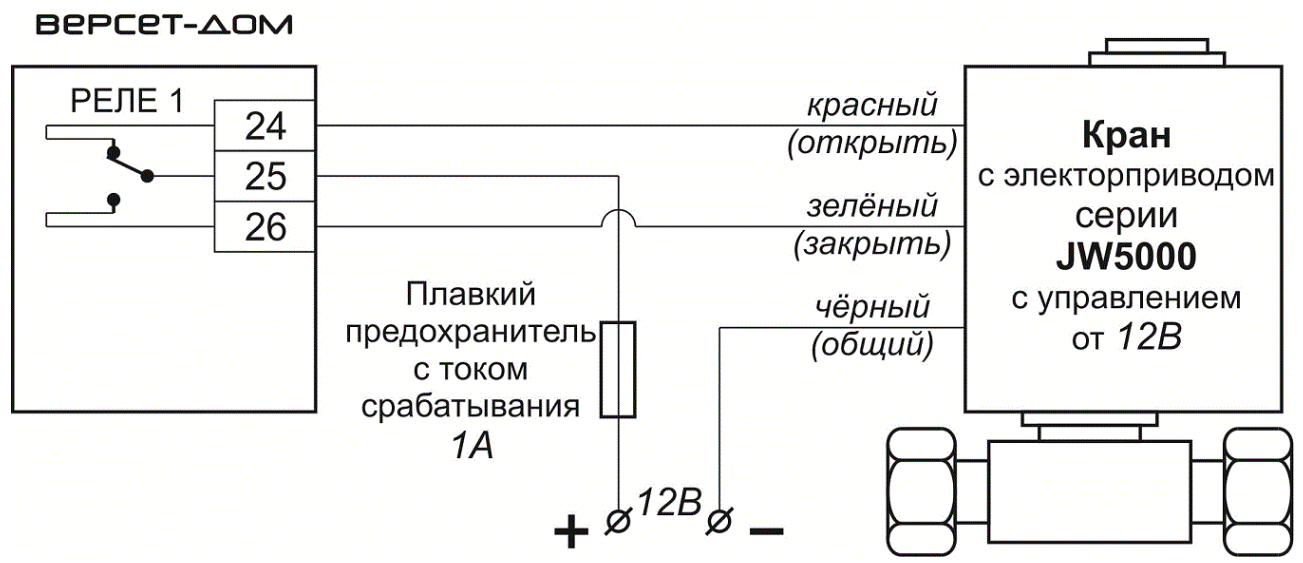 ВЕРСЕТ-ДОМ
РЕЛЕ 1
24
25
26
красный
(открыть)
зелёный
(закрыть)
чёрный
(общий)
Кран
с электорприводом
серии
JW5000
с управлением
от 12В
Плавкий
предохранитель
с током
срабатывания
1А
+ 12В −